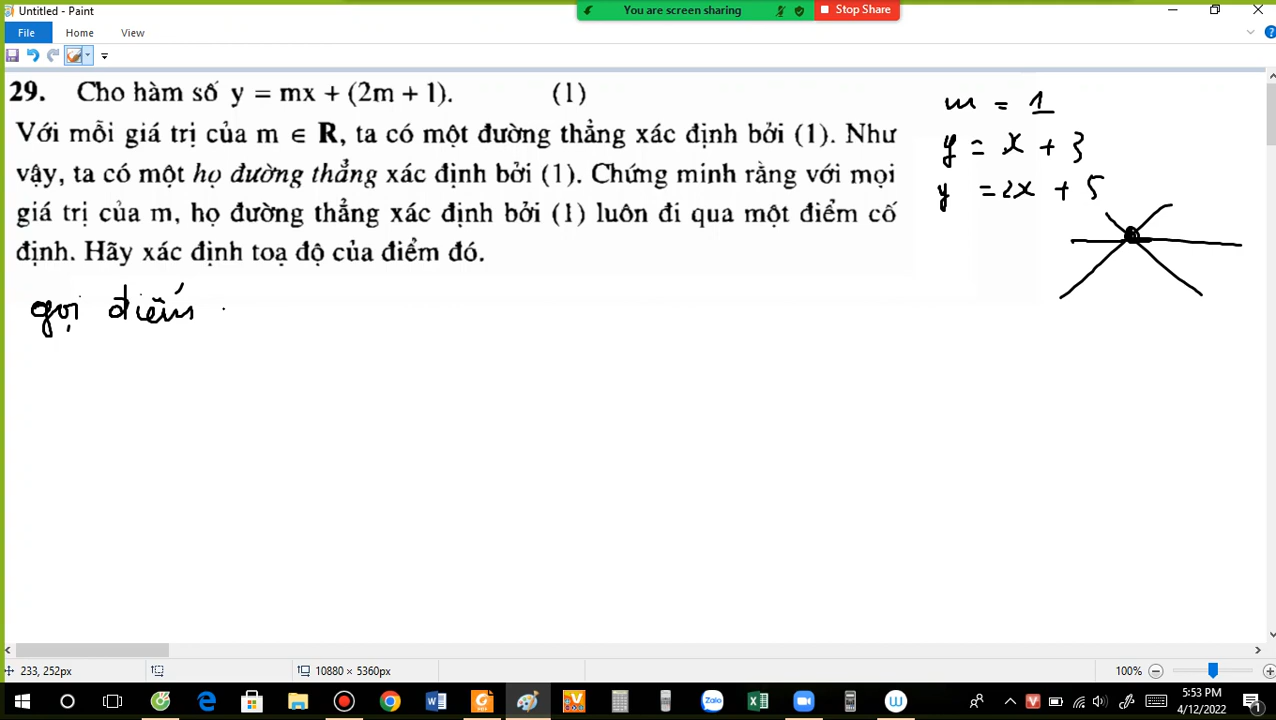 Untitled - Paint
You are screen sharing
Stop Share
File Home View
29. Cho hàm số y = mx + (2m + 1). (1)
Với mỗi giá trị của m ∈ R, ta có một đường thẳng xác định bởi (1). Như
vậy, ta có một họ đường thẳng xác định bởi (1). Chứng minh rằng với mọi
giá trị của m, họ đường thẳng xác định bởi (1) luôn đi qua một điểm cố
định. Hãy xác định toạ độ của điểm đó.
m = 1
y = x + 3
y = 2x + 5
gọi điểm
233, 252px
10880 × 5360px
100%
Zalo
5:53 PM
4/12/2022